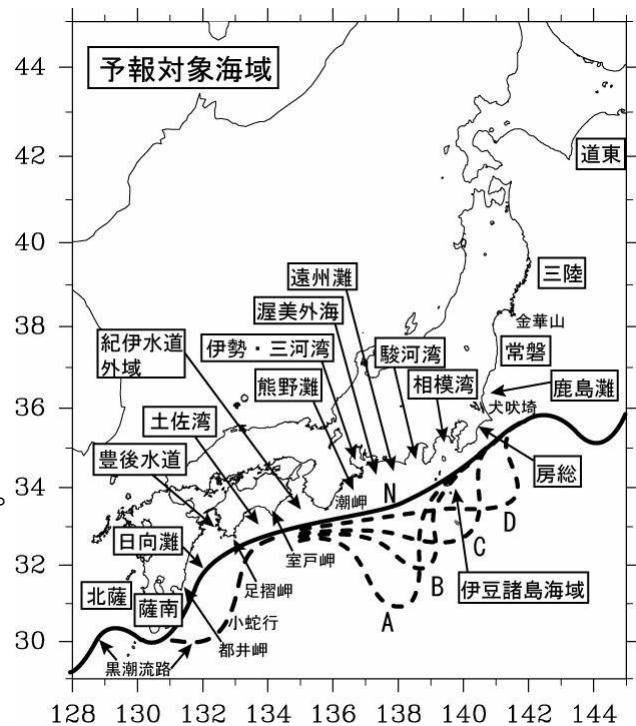 44
42
40
38
36
34
32
30
128 130 132 134 136 138 140 142 144
予報対象海域
道東
三陸
金華山
常磐
遠州灘
渥美外海
伊勢・三河湾
駿河湾
紀伊水道
外域
熊野灘
相模湾
鹿島灘
犬吠埼
土佐湾
豊後水道
房総
潮岬
N
D
日向灘
室戸岬
C
足摺岬
B
伊豆諸島海域
北薩
薩南
小蛇行
A
都井岬
黒潮流路